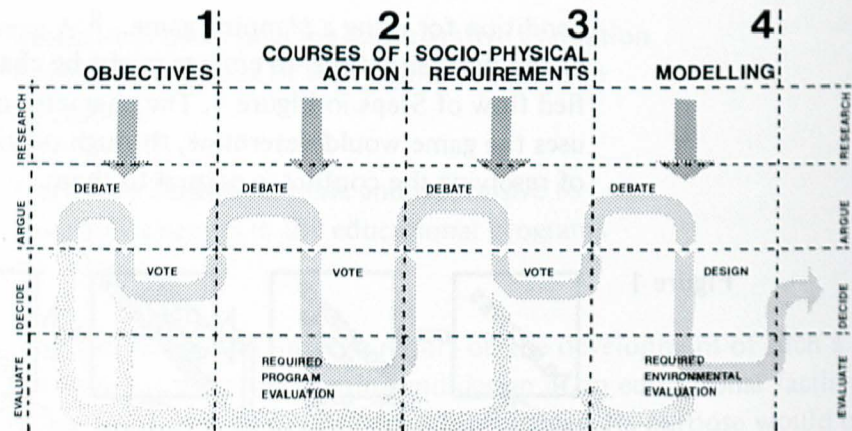 1
2
3
4
OBJECTIVES
COURSES OF
ACTION
SOCIO-PHYSICAL
REQUIREMENTS
MODELLING
RESEARCH
RESEARCH
DEBATE
DEBATE
DEBATE
DEBATE
ARGUE
ARGUE
VOTE
VOTE
VOTE
DESIGN
DECIDE
DECIDE
REQUIRED
PROGRAM
EVALUATION
REQUIRED
ENVIRONMENTAL
EVALUATION
EVALUATE
EVALUATE